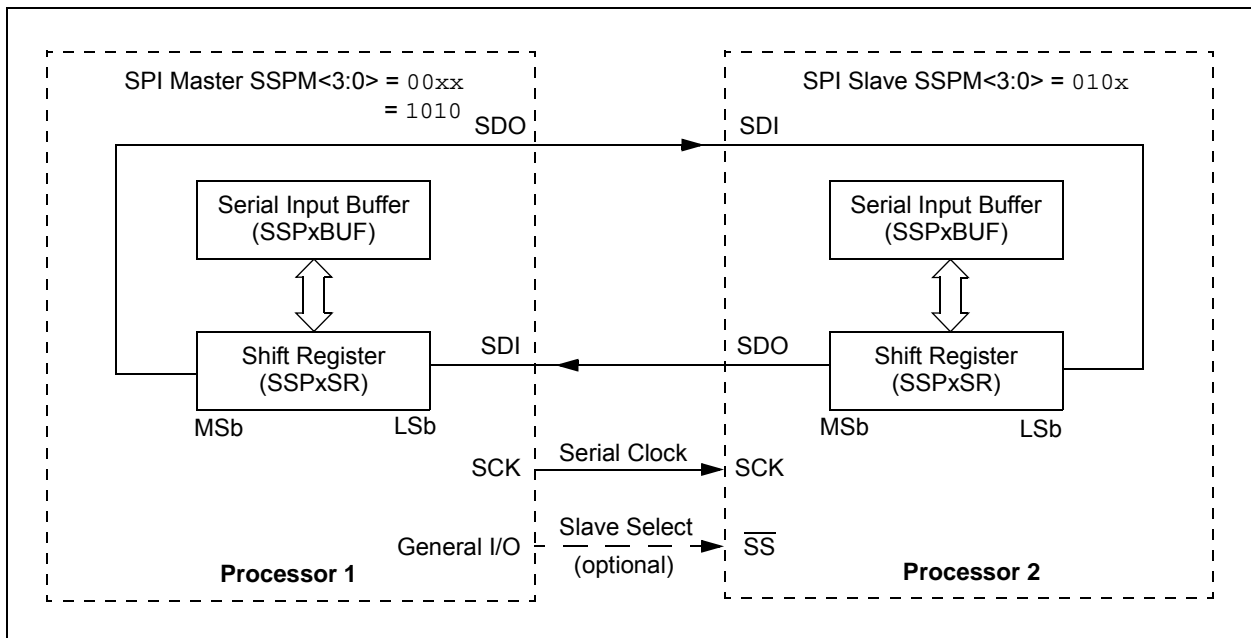 SPI Master SSPM<3:0> = 00xx
= 1010
SDO
Serial Input Buffer
(SSPxBUF)
Shift Register
(SSPxSR)
MSb
LSb
SDI
SCK
General I/O
Processor 1
Serial Clock
Slave Select
(optional)
SPI Slave SSPM<3:0> = 010x
SDI
Serial Input Buffer
(SSPxBUF)
SDO
Shift Register
(SSPxSR)
MSb
LSb
SCK
SS
Processor 2